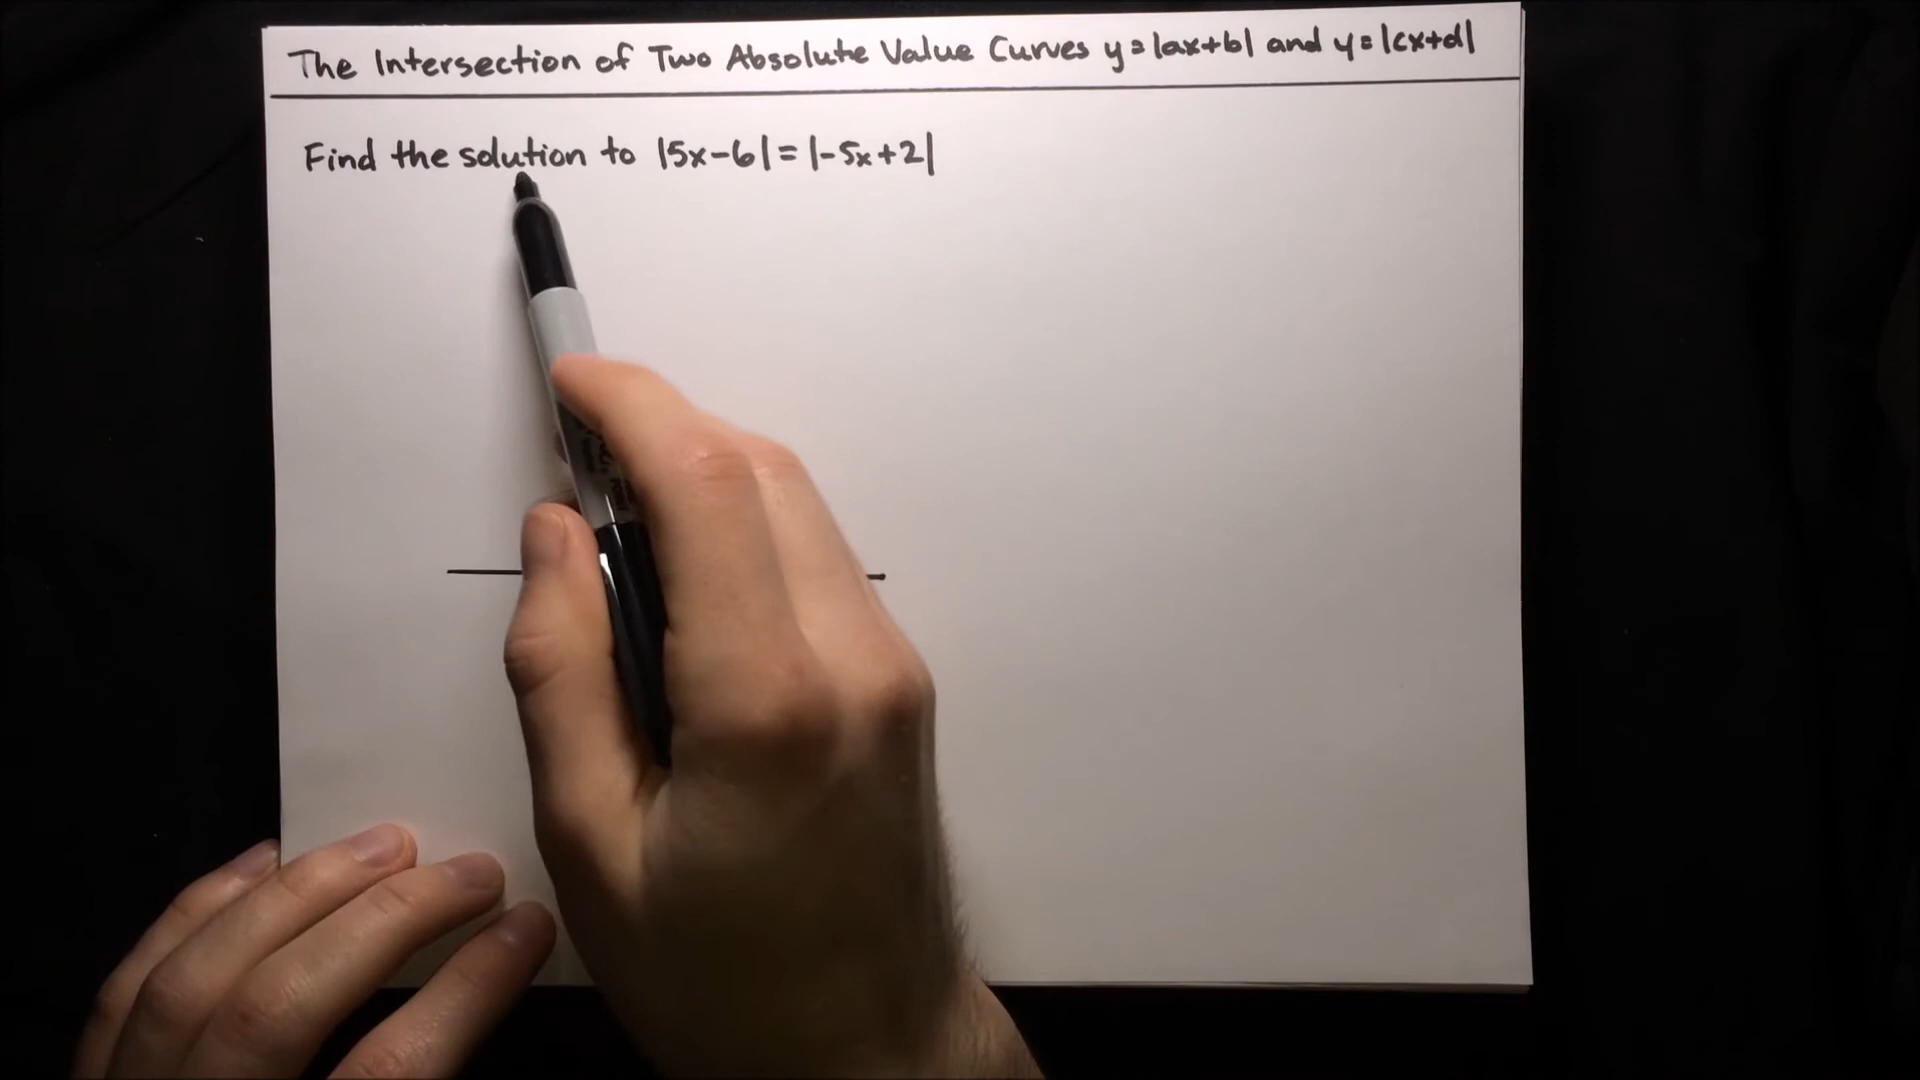 The Intersection of Two Absolute Value Curves y=|ax+b| and y=|cx+d|
Find the solution to |5x-6|=|-5x+2|